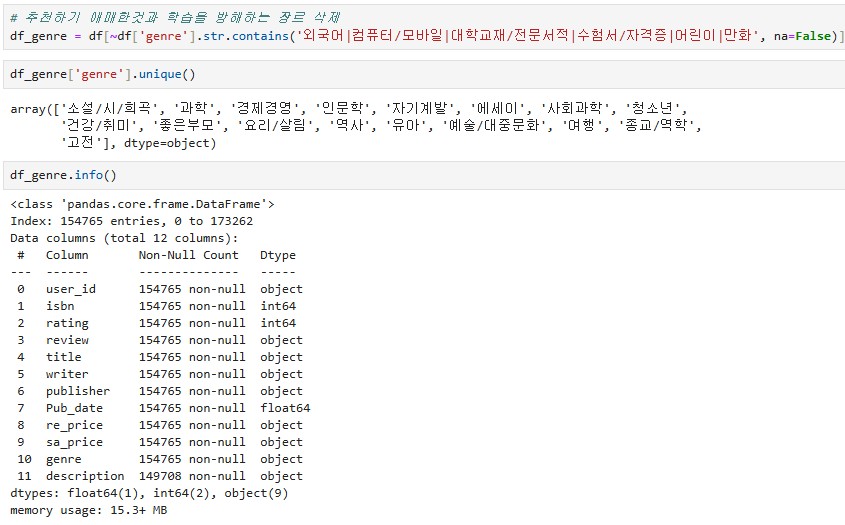 # 추천하기 애매한것과 학습을 방해하는 장르 삭제
df_genre = df[~df['genre'].str.contains('외국어|컴퓨터/모바일|대학교재/전문서적|수험서/자격증|어린이|만화', na=False)]
df_genre['genre'].unique()
array(['소설/시/희곡', '과학', '경제경영', '인문학', '자기계발', '에세이', '사회과학', '청소년',
'건강/취미', '좋은부모', '요리/살림', '역사', '유아', '예술/대중문화', '여행', '종교/역학',
'고전'], dtype=object)
df_genre.info()
<class 'pandas.core.frame.DataFrame'>
Index: 154765 entries, 0 to 173262
Data columns (total 12 columns):
#   Column       Non-Null Count   Dtype
---  ------       --------------   -----
0   user_id      154765 non-null  object
1   isbn         154765 non-null  int64
2   rating       154765 non-null  int64
3   review       154765 non-null  object
4   title        154765 non-null  object
5   writer       154765 non-null  object
6   publisher    154765 non-null  object
7   Pub_date     154765 non-null  float64
8   re_price     154765 non-null  object
9   sa_price     154765 non-null  object
10  genre        154765 non-null  object
11  description  149708 non-null  object
dtypes: float64(1), int64(2), object(9)
memory usage: 15.3+ MB